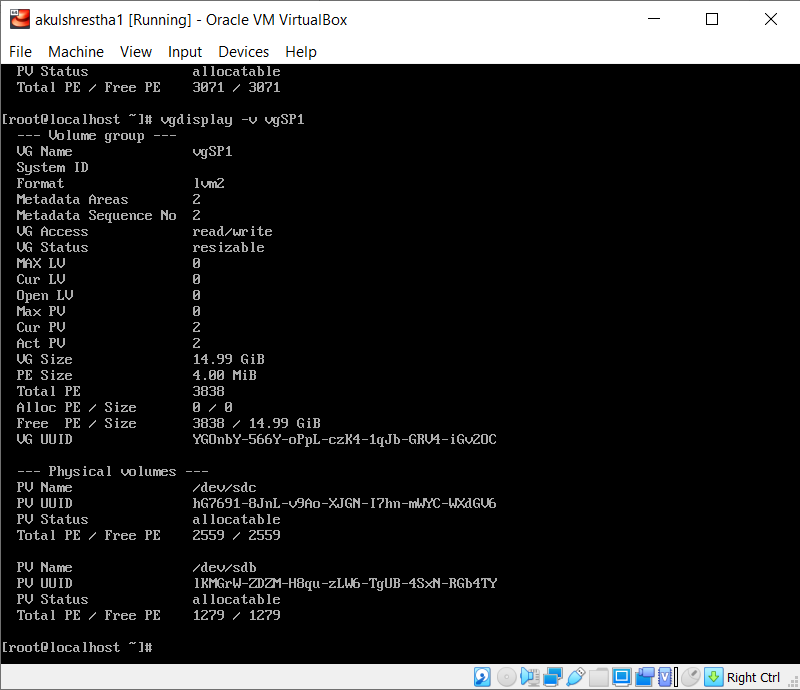 akulshrestha1 [Running] - Oracle VM VirtualBox
File Machine View Input Devices Help
PV Status allocatable
Total PE / Free PE 3071 / 3071
[root@localhost ~]# vgdisplay -v vgSP1
--- Volume group ---
VG Name vgSP1
System ID
Format lvm2
Metadata Areas 2
Metadata Sequence No 2
VG Access read/write
VG Status resizable
MAX LV 0
Cur LV 0
Open LV 0
Max PV 0
Cur PV 2
Act PV 2
VG Size 14.99 GiB
PE Size 4.00 MiB
Total PE 3838
Alloc PE / Size 0 / 0
Free PE / Size 3838 / 14.99 GiB
VG UUID YGOnbY-566Y-oPpL-czK4-1qJb-GRV4-iGv2OC
--- Physical volumes ---
PV Name /dev/sdc
PV UUID hG7691-8JnL-v9Ao-XJGN-I7hn-mWYC-WXdGV6
PV Status allocatable
Total PE / Free PE 2559 / 2559
PV Name /dev/sdb
PV UUID lKMGrW-ZDZM-H8qu-zLW6-TgUB-4SxN-RGb4TY
PV Status allocatable
Total PE / Free PE 1279 / 1279
[root@localhost ~]#
Right Ctrl